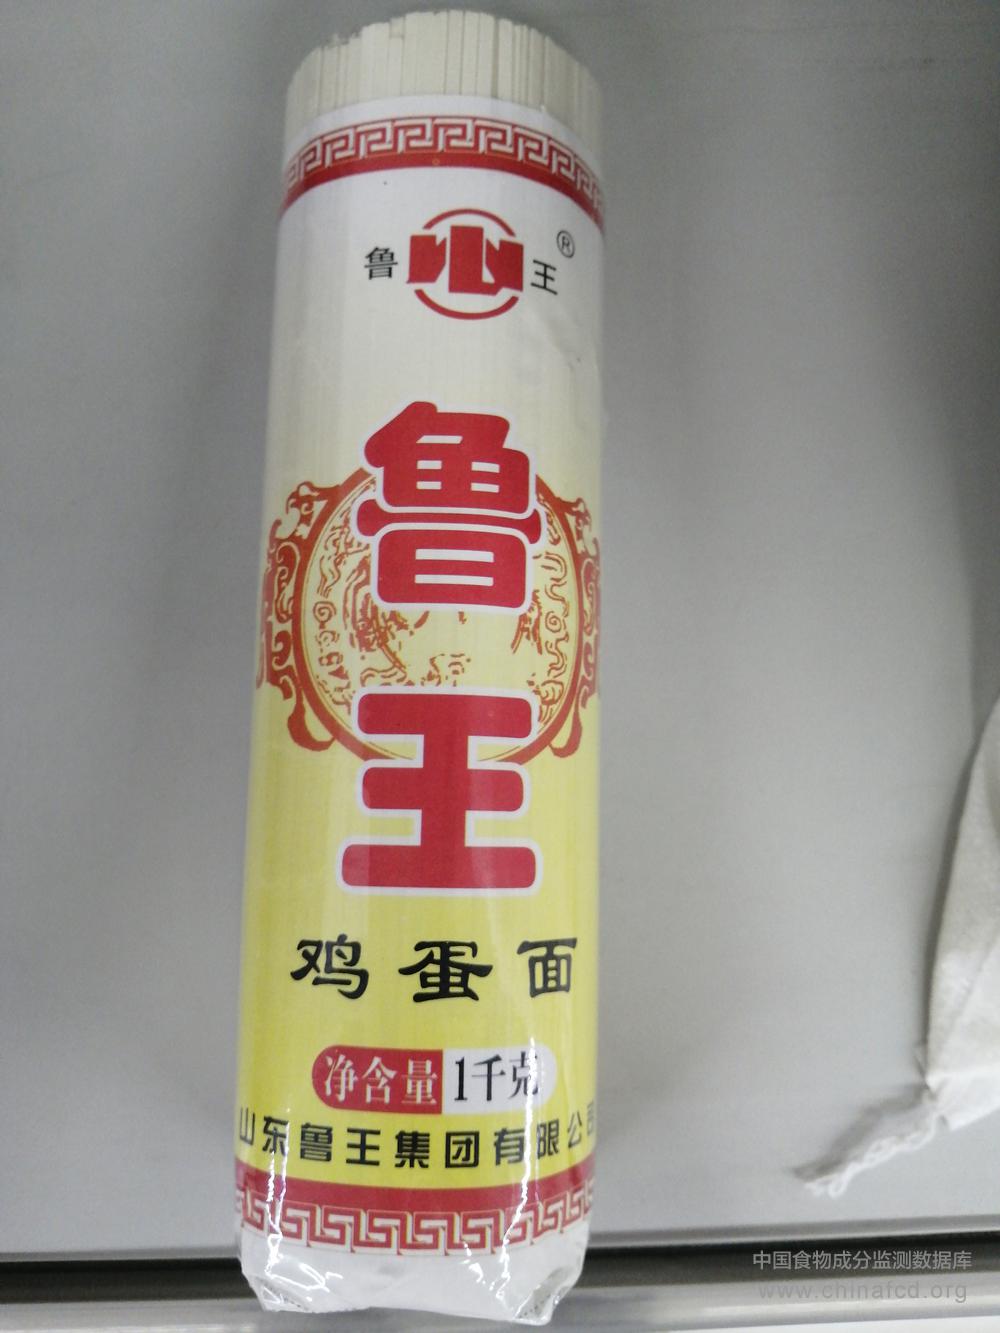 鲁 山 王 ®
鲁
王
鸡蛋面
净含量 1千克
山东鲁王集团有限公司
中国食物成分监测数据库
www.chinafcd.org